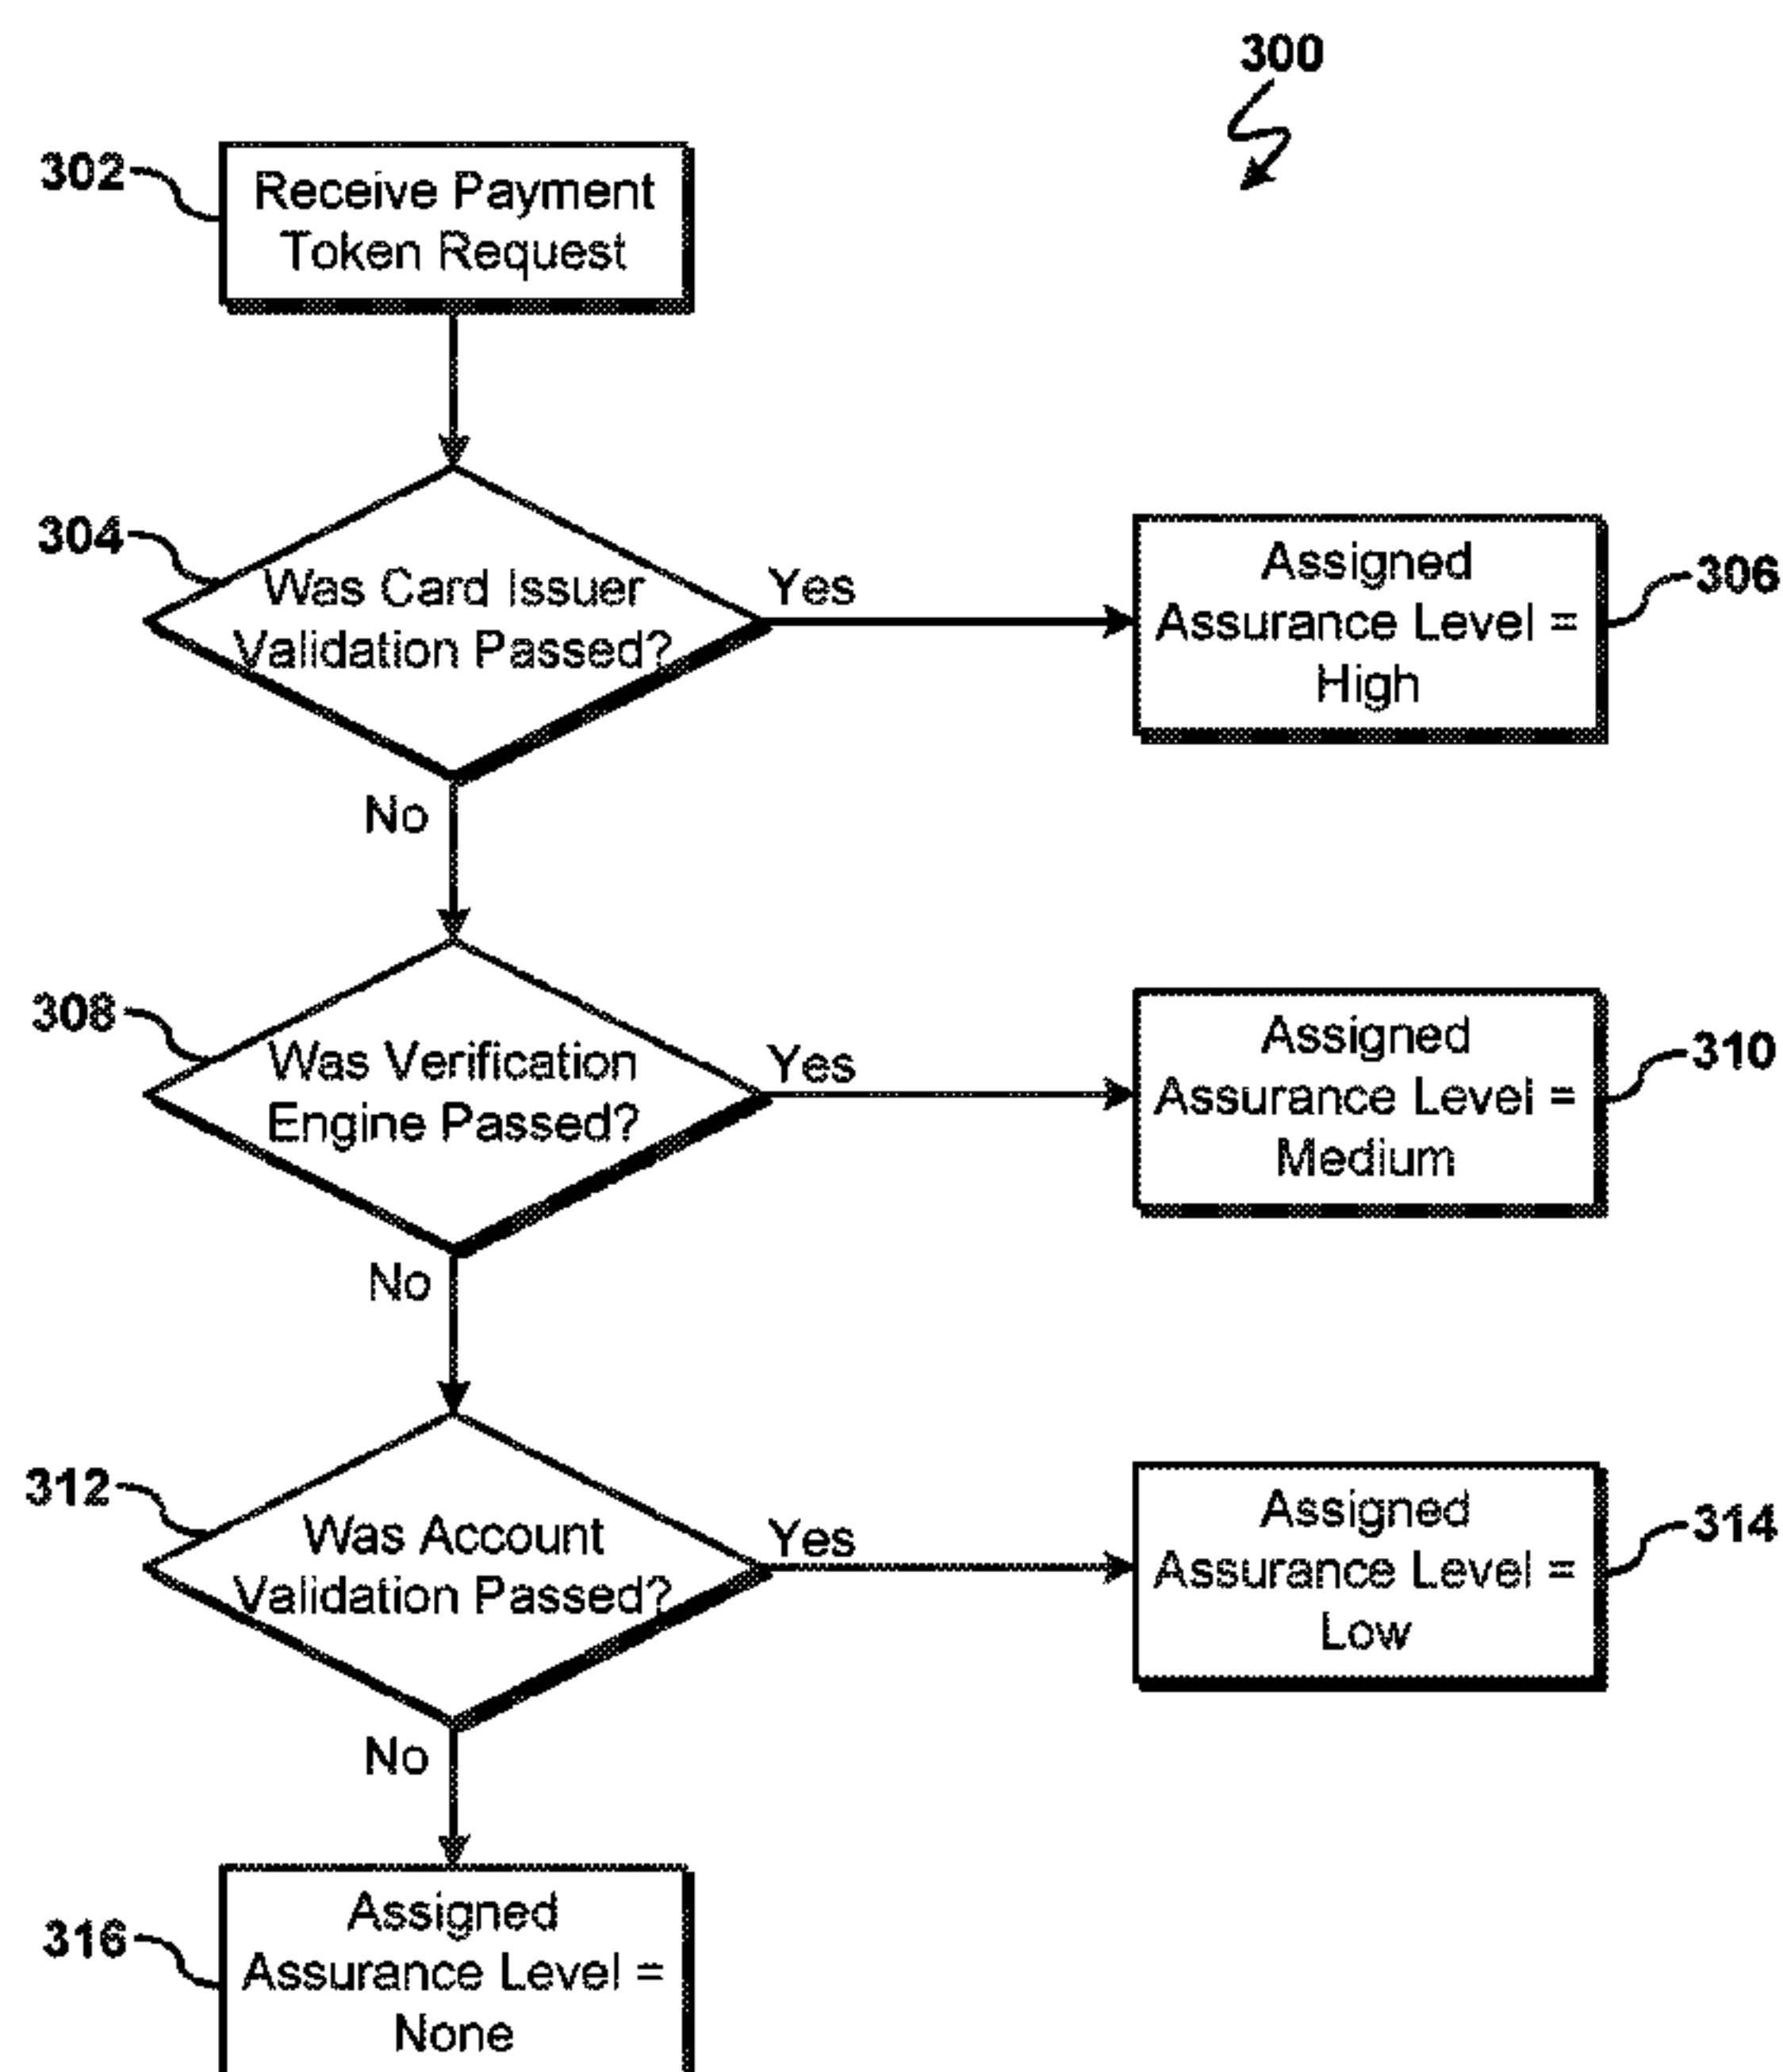 300
302
Receive Payment
Token Request
304
Was Card Issuer
Validation Passed?
Yes
Assigned
Assurance Level =
High
306
No
308
Was Verification
Engine Passed?
Yes
Assigned
Assurance Level =
Medium
310
No
312
Was Account
Validation Passed?
Yes
Assigned
Assurance Level =
Low
314
No
316
Assigned
Assurance Level =
None